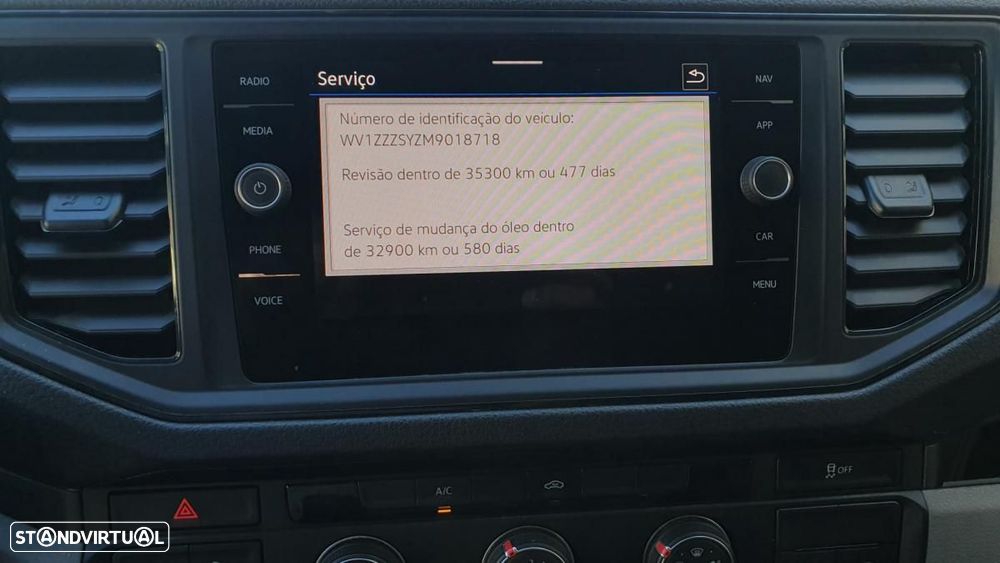 Serviço
RADIO
MEDIA
PHONE
VOICE
Número de identificação do veiculo:
WV1ZZZSYZM9018718
Revisão dentro de 35300 km ou 477 dias
Serviço de mudança do óleo dentro
de 32900 km ou 580 dias
NAV
APP
CAR
MENU
A/C
OFF
STANDVIRTUAL